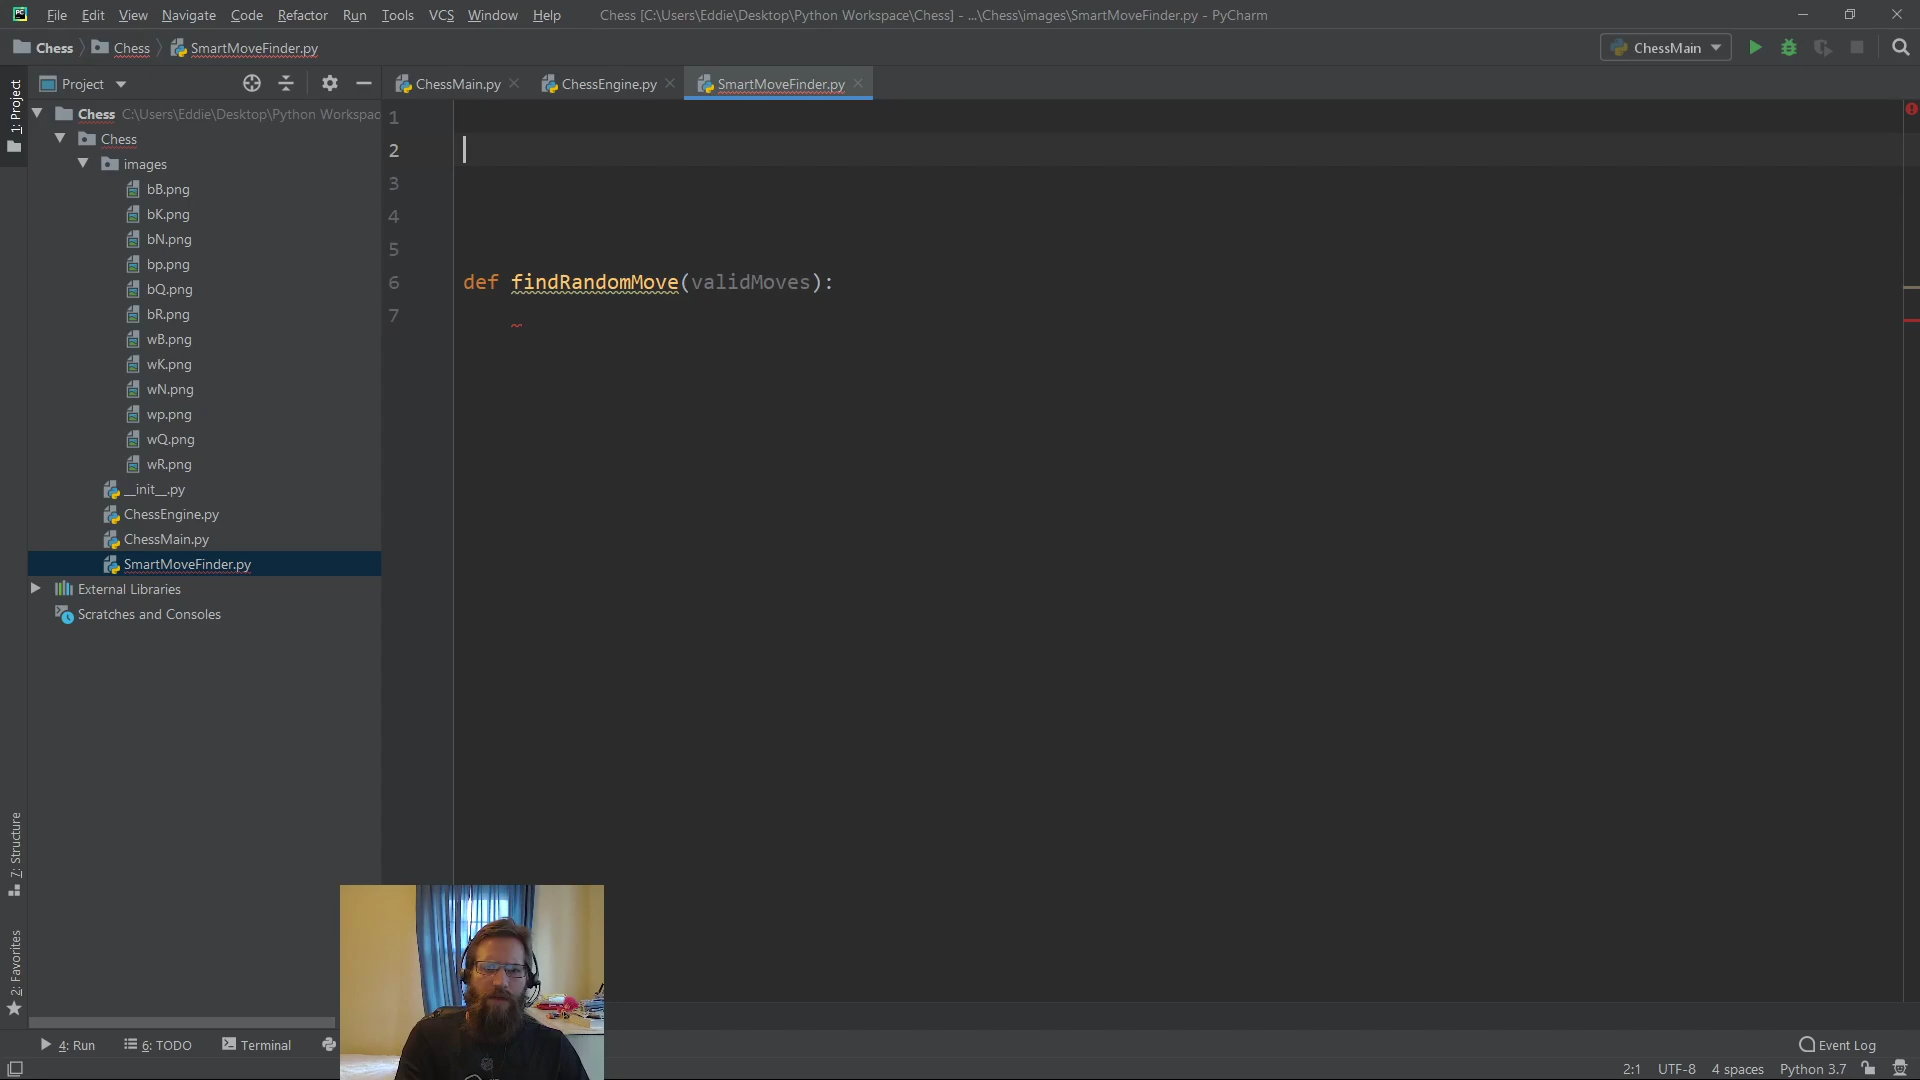 File Edit View Navigate Code Refactor Run Tools VCS Window Help Chess [C:\Users\Eddie\Desktop\Python Workspace\Chess] - ...\Chess\images\SmartMoveFinder.py - PyCharm
Chess Chess SmartMoveFinder.py ChessMain
1: Project
Project ChessMain.py ChessEngine.py SmartMoveFinder.py
Chess C:\Users\Eddie\Desktop\Python Workspac
Chess
images
bB.png
bK.png
bN.png
bp.png
bQ.png
bR.png
wB.png
wK.png
wN.png
wp.png
wQ.png
wR.png
__init__.py
ChessEngine.py
ChessMain.py
SmartMoveFinder.py
External Libraries
Scratches and Consoles
1
2
3
4
5
6 def findRandomMove(validMoves):
7
7: Structure
2: Favorites
4: Run 6: TODO Terminal Event Log
2:1 UTF-8 4 spaces Python 3.7